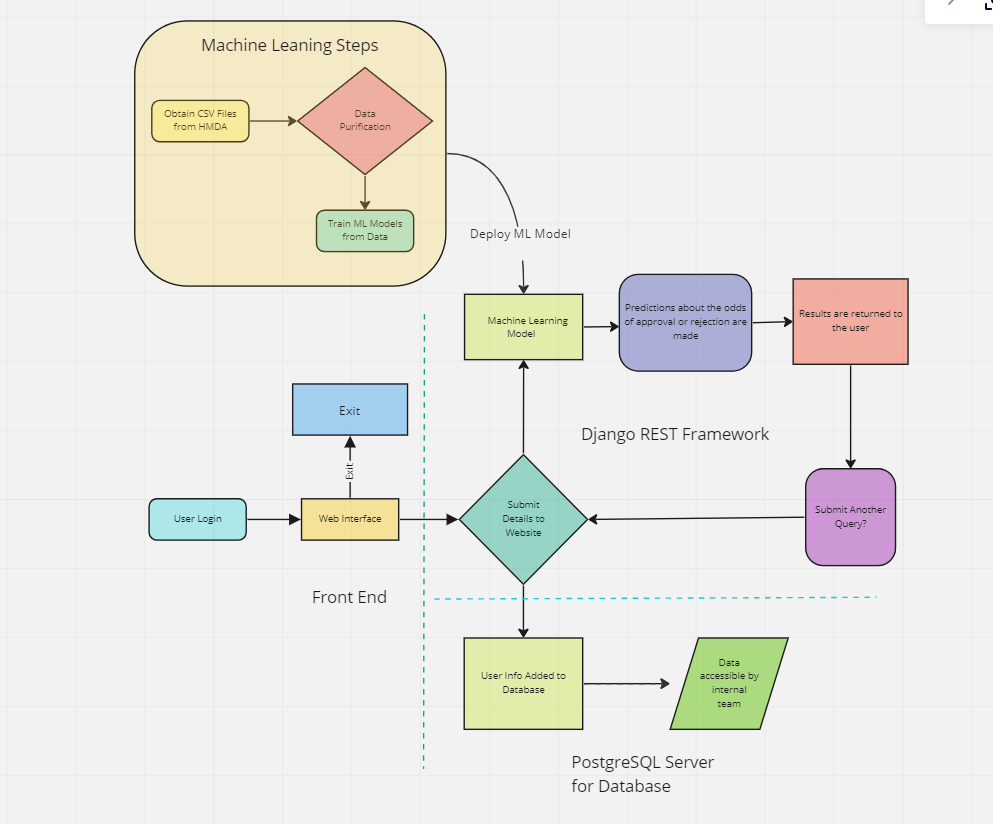 Machine Leaning Steps
Obtain CSV Files
from HMDA
Data
Purification
Train ML Models
from Data
Deploy ML Model
Machine Learning
Model
Predictions about the odds
of approval or rejection are
made
Results are returned to
the user
Exit
Exit
Django REST Framework
User Login
Web Interface
Submit
Details to
Website
Submit Another
Query?
Front End
User Info Added to
Database
Data
accessible by
internal
team
PostgreSQL Server
for Database